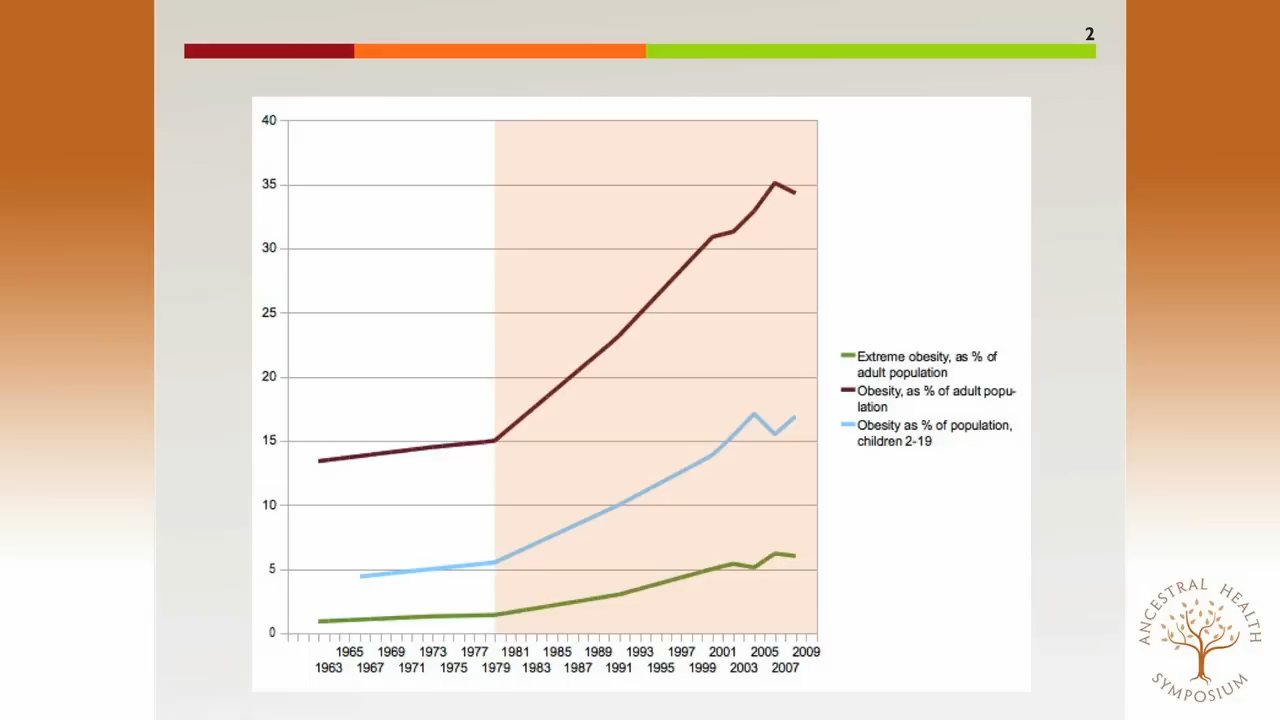 2
40
35
30
25
20
15
10
5
0
1965 1969 1973 1977 1981 1985 1989 1993 1997 2001 2005 2009
1963 1967 1971 1975 1979 1983 1987 1991 1995 1999 2003 2007
Extreme obesity, as % of
adult population
Obesity, as % of adult popu-
lation
Obesity as % of population,
children 2-19
ANCESTRAL HEALTH
SYMPOSIUM